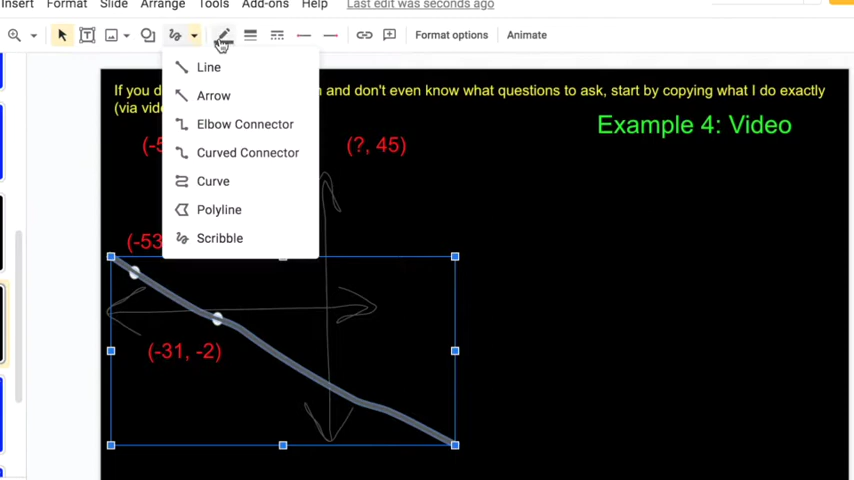 Insert Format Slide Arrange Tools Add-ons Help Last edit was seconds ago
Format options Animate
Line
Arrow
Elbow Connector
Curved Connector
Curve
Polyline
Scribble
If you d n and don't even know what questions to ask, start by copying what I do exactly
(via vide
Example 4: Video
(-5 (?, 45)
(-53
(-31, -2)